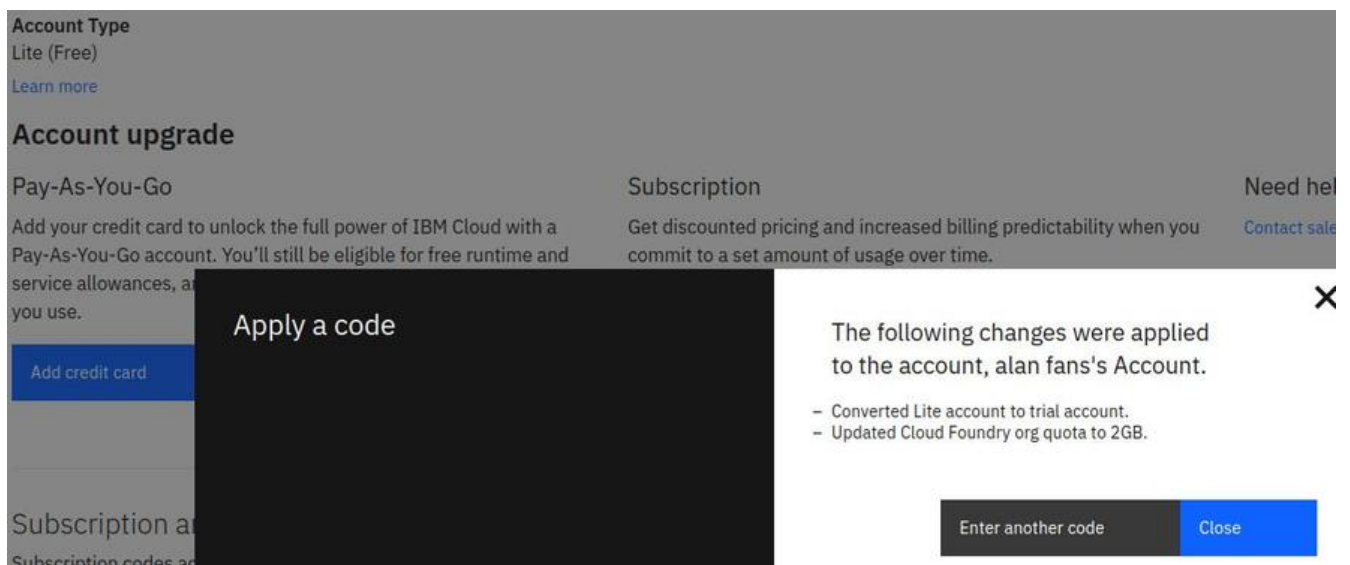 Account Type
Lite (Free)
Learn more
Account upgrade
Pay-As-You-Go
Add your credit card to unlock the full power of IBM Cloud with a
Pay-As-You-Go account. You'll still be eligible for free runtime and
service allowances,
you use.
Add credit card
Subscription
Get discounted pricing and increased billing predictability when you
commit to a set amount of usage over time.
Need
Contact
Apply a code
The following changes were applied
to the account, alan fans's Account.
– Converted Lite account to trial account.
– Updated Cloud Foundry org quota to 2GB.
Enter another code
Close
Subscription
Subscription codes